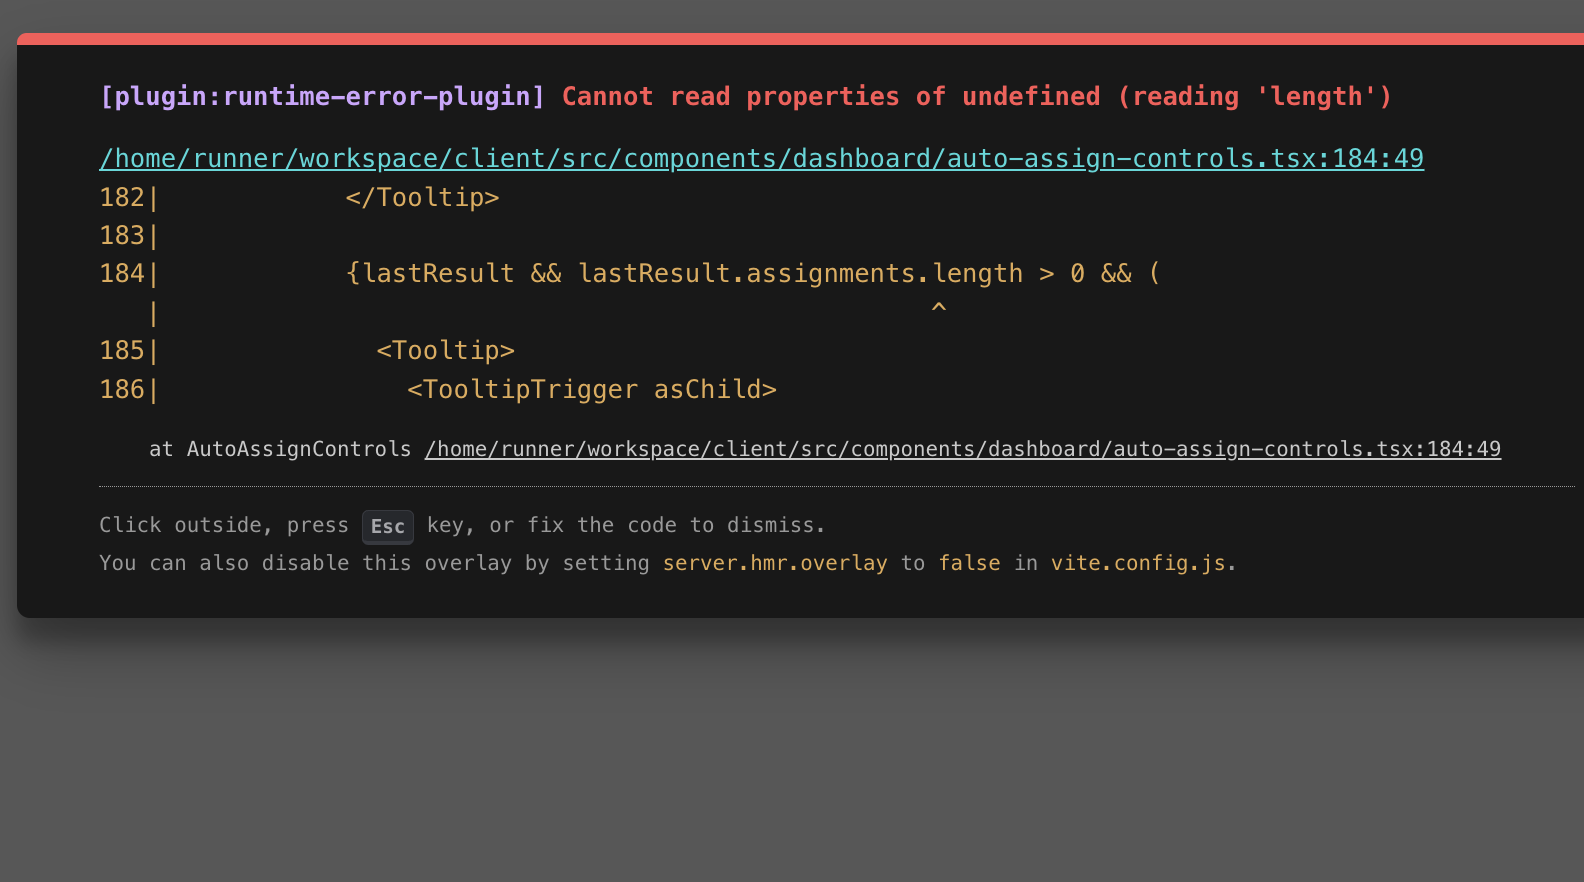 [plugin:runtime-error-plugin] Cannot read properties of undefined (reading 'length')
/home/runner/workspace/client/src/components/dashboard/auto-assign-controls.tsx:184:49
182|            </Tooltip>
183|
184|            {lastResult && lastResult.assignments.length > 0 && (
   |                                                  ^
185|              <Tooltip>
186|                <TooltipTrigger asChild>
at AutoAssignControls /home/runner/workspace/client/src/components/dashboard/auto-assign-controls.tsx:184:49
Click outside, press Esc key, or fix the code to dismiss.
You can also disable this overlay by setting server.hmr.overlay to false in vite.config.js.